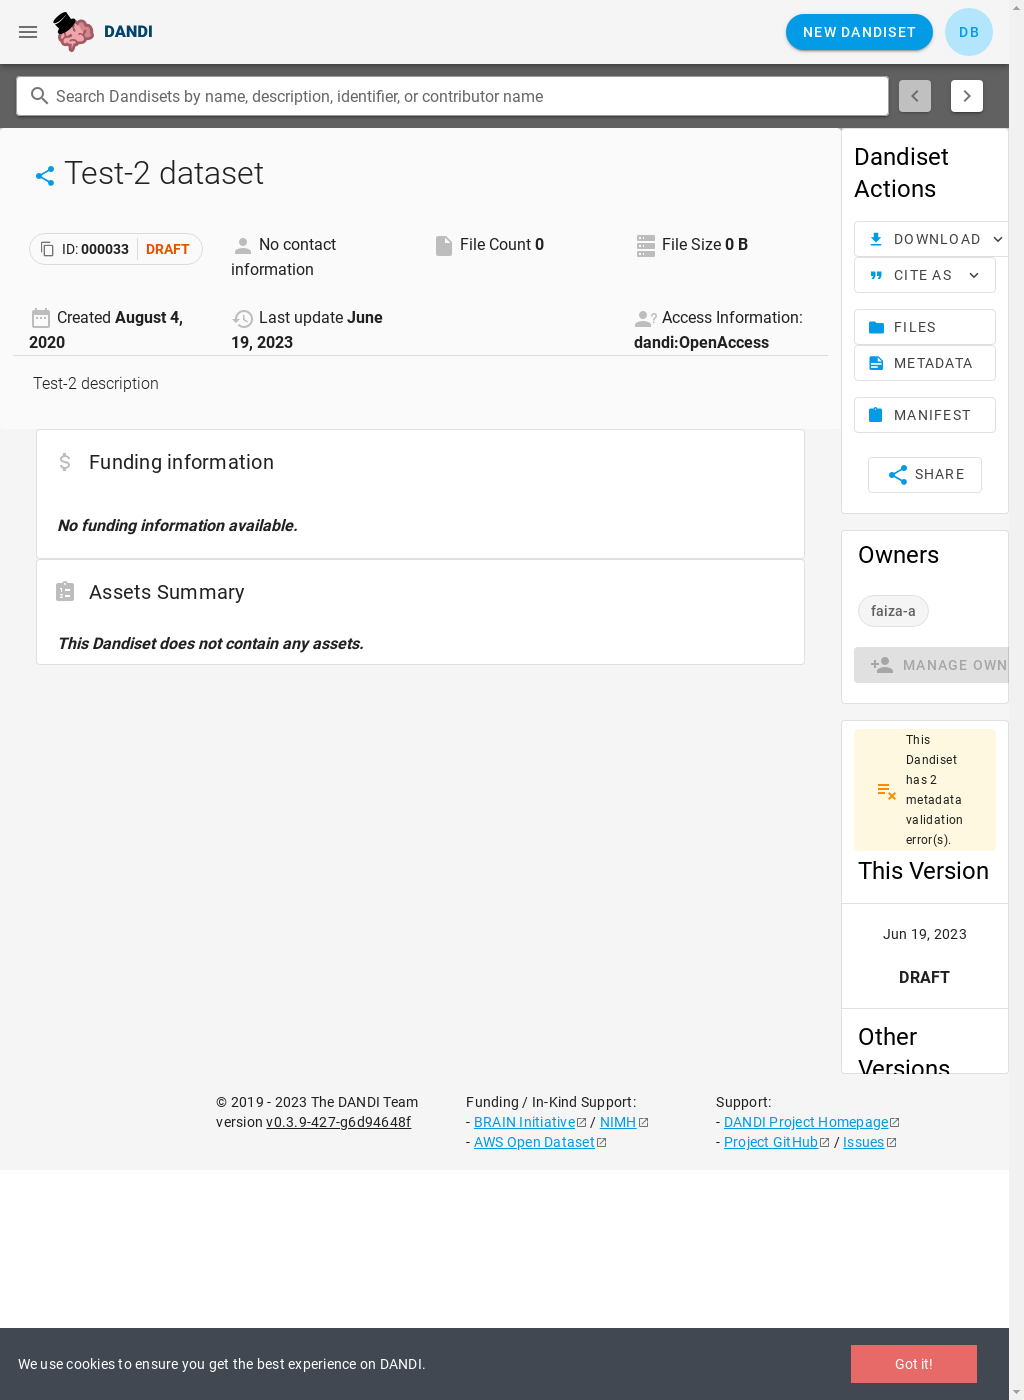 DANDI
NEW DANDISET
DB
Search Dandisets by name, description, identifier, or contributor name
Test-2 dataset
ID: 000033 DRAFT
No contact
information
File Count 0
File Size 0 B
Created August 4,
2020
Last update June
19, 2023
Access Information:
dandi:OpenAccess
Test-2 description
Funding information
No funding information available.
Assets Summary
This Dandiset does not contain any assets.
Dandiset
Actions
DOWNLOAD
CITE AS
FILES
METADATA
MANIFEST
SHARE
Owners
faiza-a
MANAGE OWN
This
Dandiset
has 2
metadata
validation
error(s).
This Version
Jun 19, 2023
DRAFT
Other
Versions
© 2019 - 2023 The DANDI Team
version v0.3.9-427-g6d94648f
Funding / In-Kind Support:
- BRAIN Initiative / NIMH
- AWS Open Dataset
Support:
- DANDI Project Homepage
- Project GitHub / Issues
We use cookies to ensure you get the best experience on DANDI.
Got it!